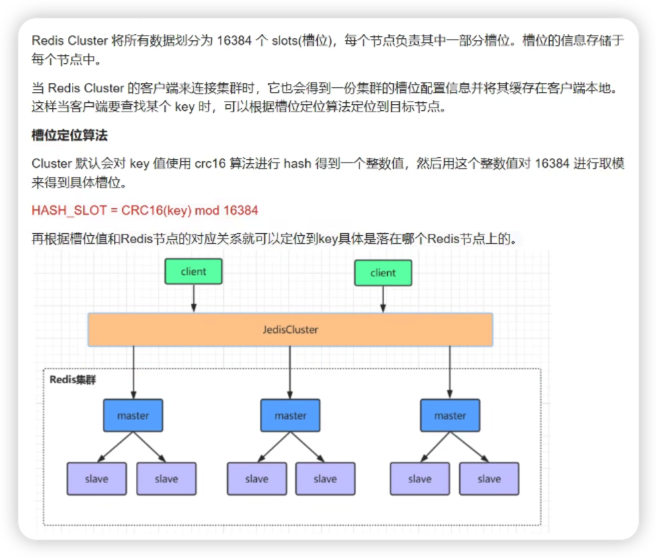 Redis Cluster 将所有数据划分为 16384 个 slots(槽位)，每个节点负责其中一部分槽位。槽位的信息存储于
每个节点中。
当 Redis Cluster 的客户端来连接集群时，它也会得到一份集群的槽位配置信息并将其缓存在客户端本地。
这样当客户端要查找某个 key 时，可以根据槽位定位算法定位到目标节点。
槽位定位算法
Cluster 默认会对 key 值使用 crc16 算法进行 hash 得到一个整数值，然后用这个整数值对 16384 进行取模
来得到具体槽位。
HASH_SLOT = CRC16(key) mod 16384
再根据槽位值和Redis节点的对应关系就可以定位到key具体是落在哪个Redis节点上的。
client
client
JedisCluster
Redis集群
master
master
master
slave
slave
slave
slave
slave
slave